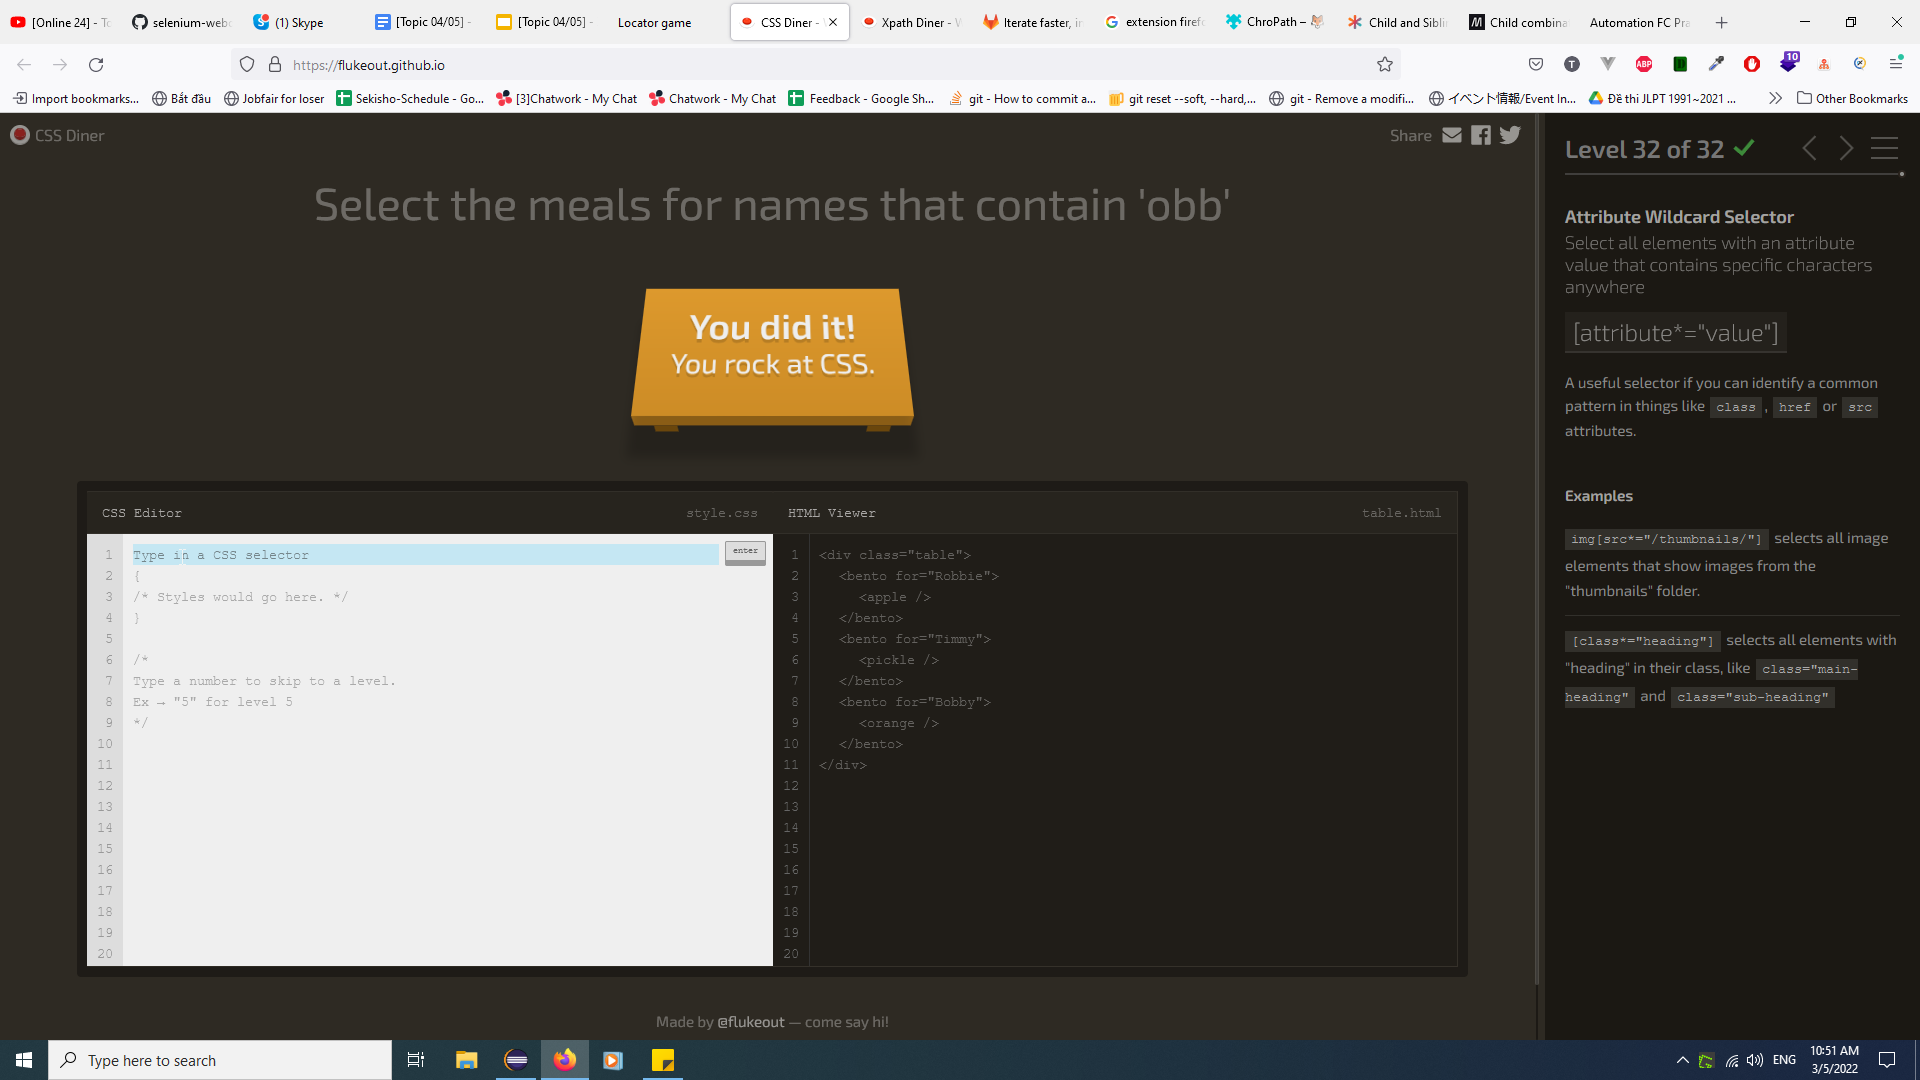 [Online 24] - To
selenium-webd
(1) Skype
[Topic 04/05] -
[Topic 04/05] -
Locator game
CSS Diner -
Xpath Diner - W
Iterate faster, in
extension firefo
ChroPath –
Child and Siblin
Child combina
Automation FC Pra
https://flukeout.github.io
10
Import bookmarks...
Bắt đầu
Jobfair for loser
Sekisho-Schedule - Go...
[3]Chatwork - My Chat
Chatwork - My Chat
Feedback - Google Sh...
git - How to commit a...
git reset --soft, --hard,...
git - Remove a modifi...
イベント情報/Event In...
Đề thi JLPT 1991~2021 ...
Other Bookmarks
CSS Diner
Share
Level 32 of 32
Select the meals for names that contain 'obb'
You did it!
You rock at CSS.
Attribute Wildcard Selector
Select all elements with an attribute
value that contains specific characters
anywhere
[attribute*="value"]
A useful selector if you can identify a common
pattern in things like class , href or src
attributes.
Examples
img[src*="/thumbnails/"] selects all image
elements that show images from the
"thumbnails" folder.
[class*="heading"] selects all elements with
"heading" in their class, like class="main-
heading" and class="sub-heading"
CSS Editor
style.css
1 Type in a CSS selector
enter
2 {
3 /* Styles would go here. */
4 }
5
6 /*
7 Type a number to skip to a level.
8 Ex → "5" for level 5
9 */
10
11
12
13
14
15
16
17
18
19
20
HTML Viewer
table.html
1 <div class="table">
2 <bento for="Robbie">
3 <apple />
4 </bento>
5 <bento for="Timmy">
6 <pickle />
7 </bento>
8 <bento for="Bobby">
9 <orange />
10 </bento>
11 </div>
12
13
14
15
16
17
18
19
20
Made by @flukeout — come say hi!
Type here to search
ENG
10:51 AM
3/5/2022